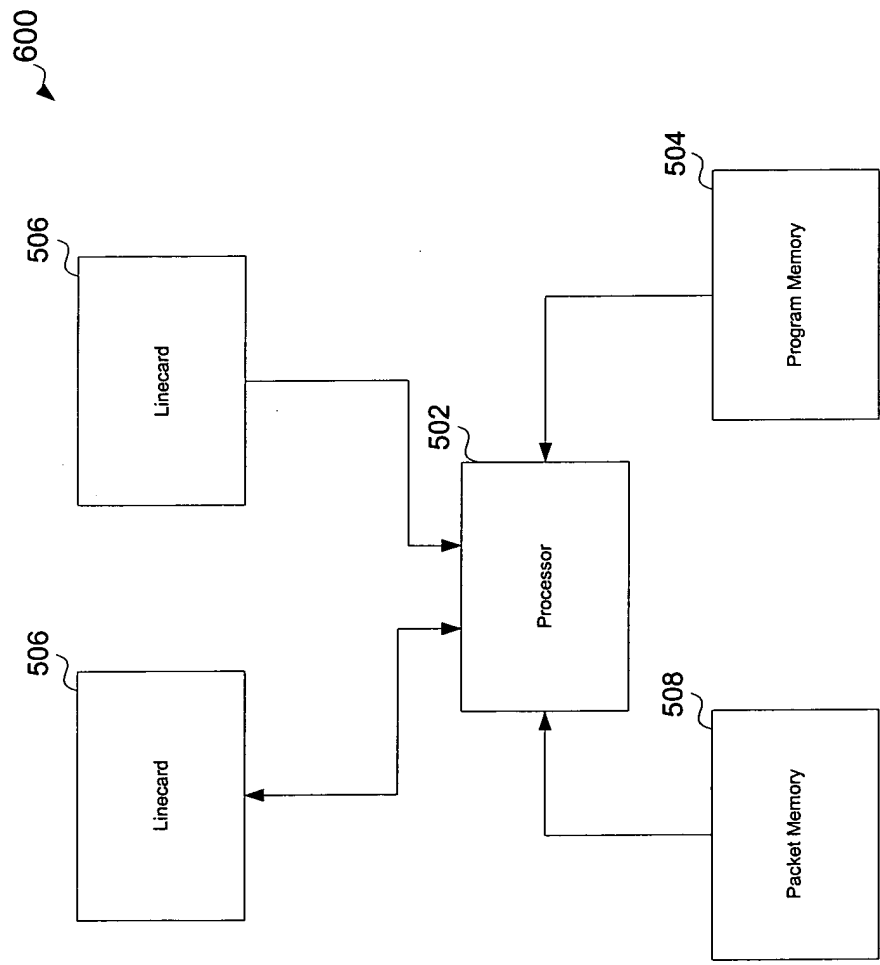 600
506
Linecard
506
Linecard
502
Processor
504
Program Memory
508
Packet Memory